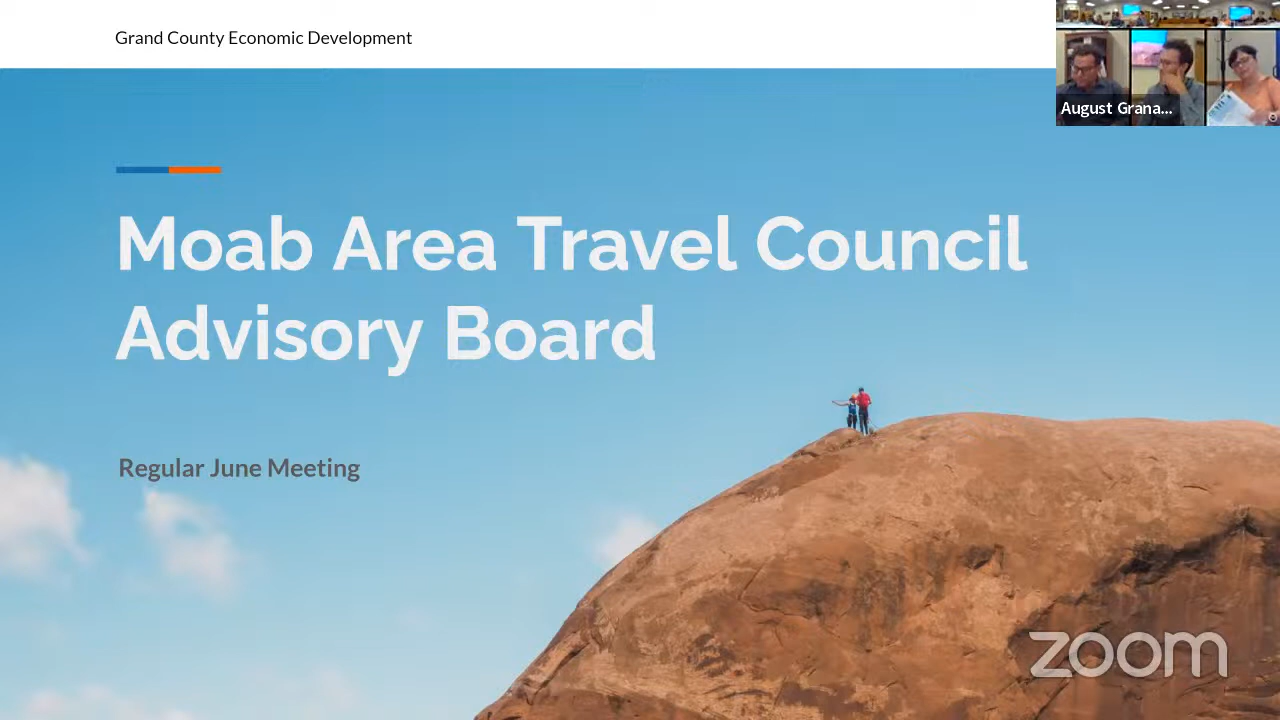 Grand County Economic Development
August Grana...
Moab Area Travel Council
Advisory Board
Regular June Meeting
zoom